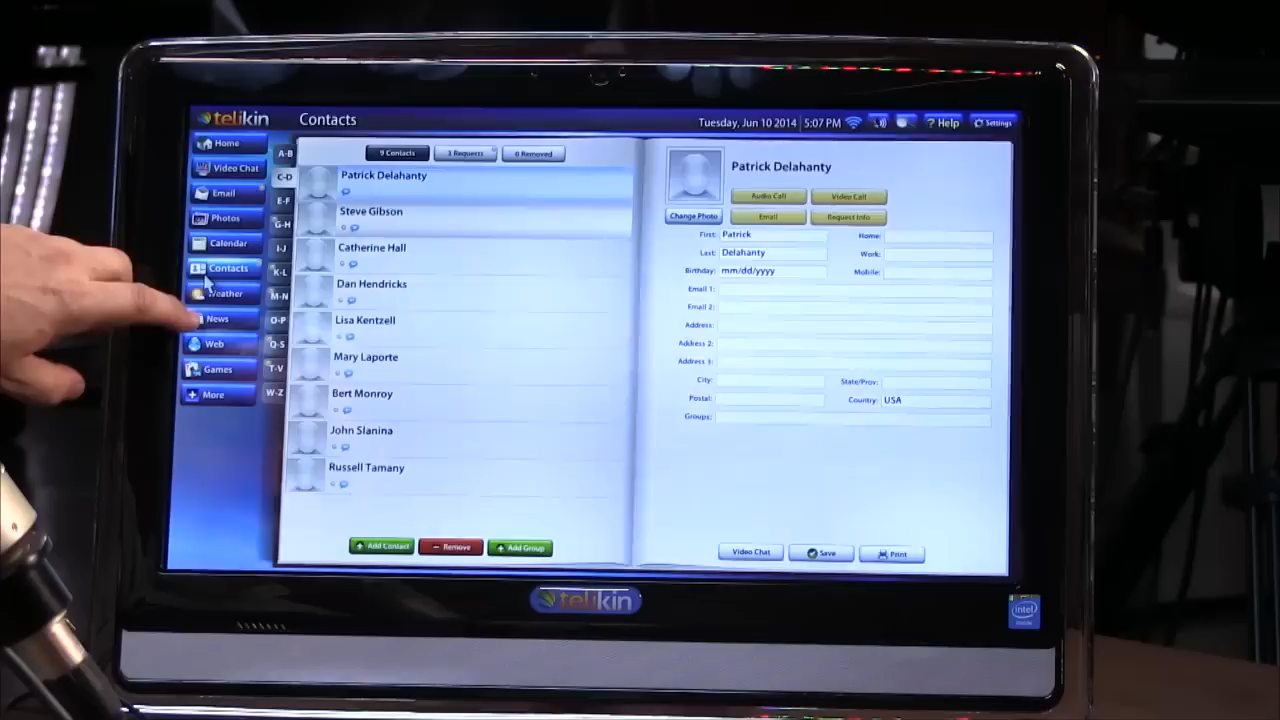 telikin
Contacts
Tuesday, Jun 10 2014 5:07 PM
? Help
Settings
Home
Video Chat
Email
Photos
Calendar
Contacts
Weather
News
Web
Games
More
A-B
C-D
E-F
G-H
I-J
K-L
M-N
O-P
Q-S
T-V
W-Z
9 Contacts
3 Requests
0 Removed
Patrick Delahanty
Steve Gibson
Catherine Hall
Dan Hendricks
Lisa Kentzell
Mary Laporte
Bert Monroy
John Slanina
Russell Tamany
+ Add Contact
− Remove
+ Add Group
Patrick Delahanty
Audio Call
Video Call
Change Photo
Email
Request Info
First: Patrick
Home:
Last: Delahanty
Work:
Birthday: mm/dd/yyyy
Mobile:
Email 1:
Email 2:
Address:
Address 2:
Address 3:
City:
State/Prov:
Postal:
Country: USA
Groups:
Video Chat
Save
Print
telikin
intel
inside